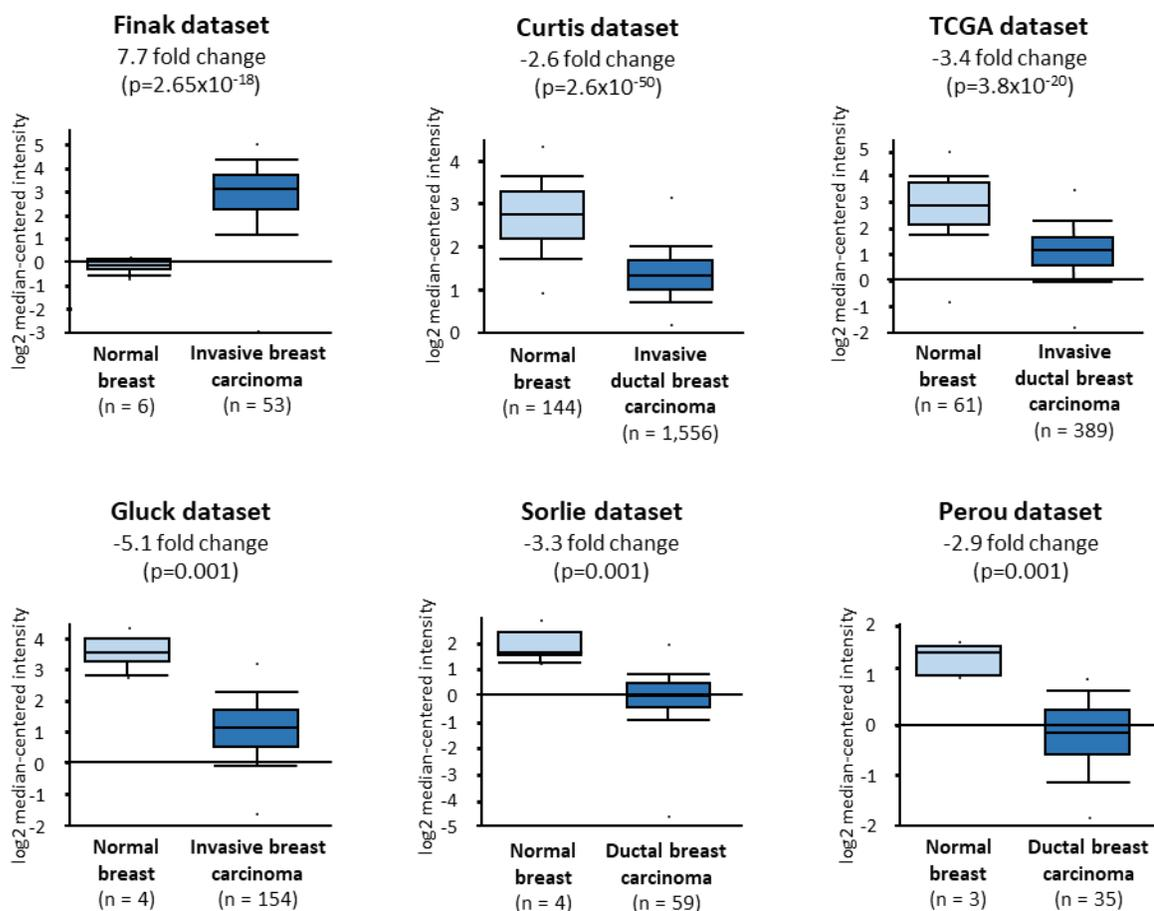 Finak dataset
7.7 fold change
(p=2.65x10⁻¹⁸)
log2 median-centered intensity
5
4
3
2
1
0
-1
-2
-3
Normal breast
(n = 6)
Invasive breast carcinoma
(n = 53)
Curtis dataset
-2.6 fold change
(p=2.6x10⁻⁵⁰)
log2 median-centered intensity
4
3
2
1
0
Normal breast
(n = 144)
Invasive ductal breast carcinoma
(n = 1,556)
TCGA dataset
-3.4 fold change
(p=3.8x10⁻²⁰)
log2 median-centered intensity
5
4
3
2
1
0
-1
-2
Normal breast
(n = 61)
Invasive ductal breast carcinoma
(n = 389)
Gluck dataset
-5.1 fold change
(p=0.001)
log2 median-centered intensity
4
3
2
1
0
-1
-2
Normal breast
(n = 4)
Invasive breast carcinoma
(n = 154)
Sorlie dataset
-3.3 fold change
(p=0.001)
log2 median-centered intensity
2
1
0
-1
-2
-3
-4
-5
Normal breast
(n = 4)
Ductal breast carcinoma
(n = 59)
Perou dataset
-2.9 fold change
(p=0.001)
log2 median-centered intensity
2
1
0
-1
-2
Normal breast
(n = 3)
Ductal breast carcinoma
(n = 35)